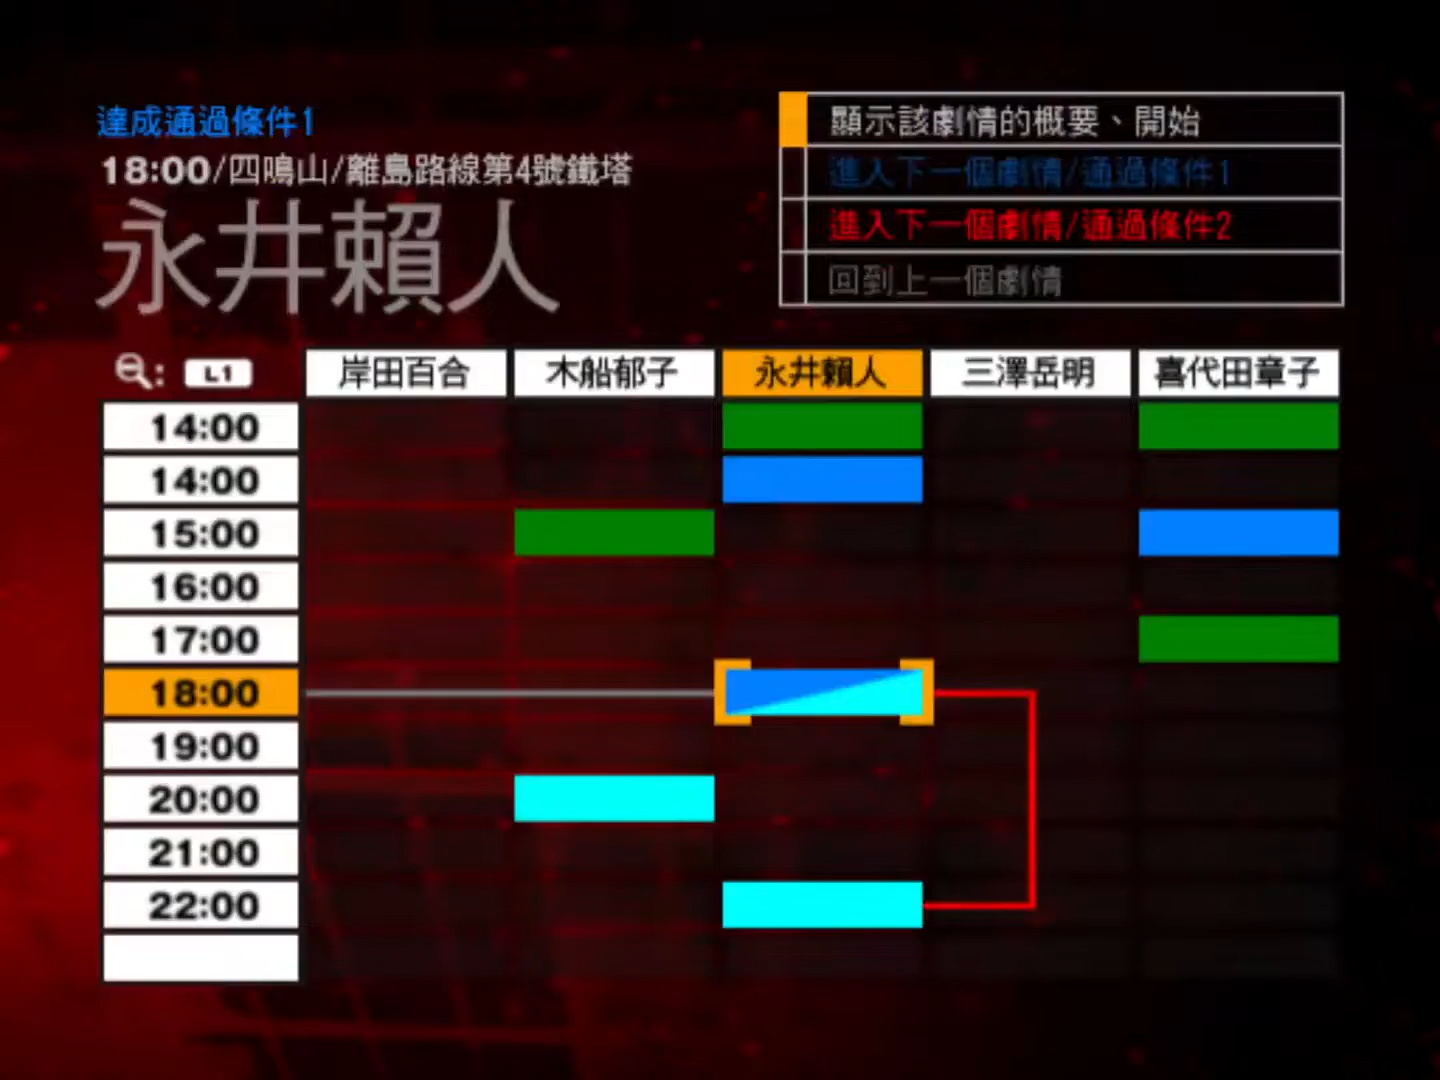 達成通過條件1
18:00/四鳴山/離島路線第4號鐵塔
永井賴人
顯示該劇情的概要、開始
進入下一個劇情/通過條件1
進入下一個劇情/通過條件2
回到上一個劇情
: L1
岸田百合 木船郁子 永井賴人 三澤岳明 喜代田章子
14:00
14:00
15:00
16:00
17:00
18:00
19:00
20:00
21:00
22:00